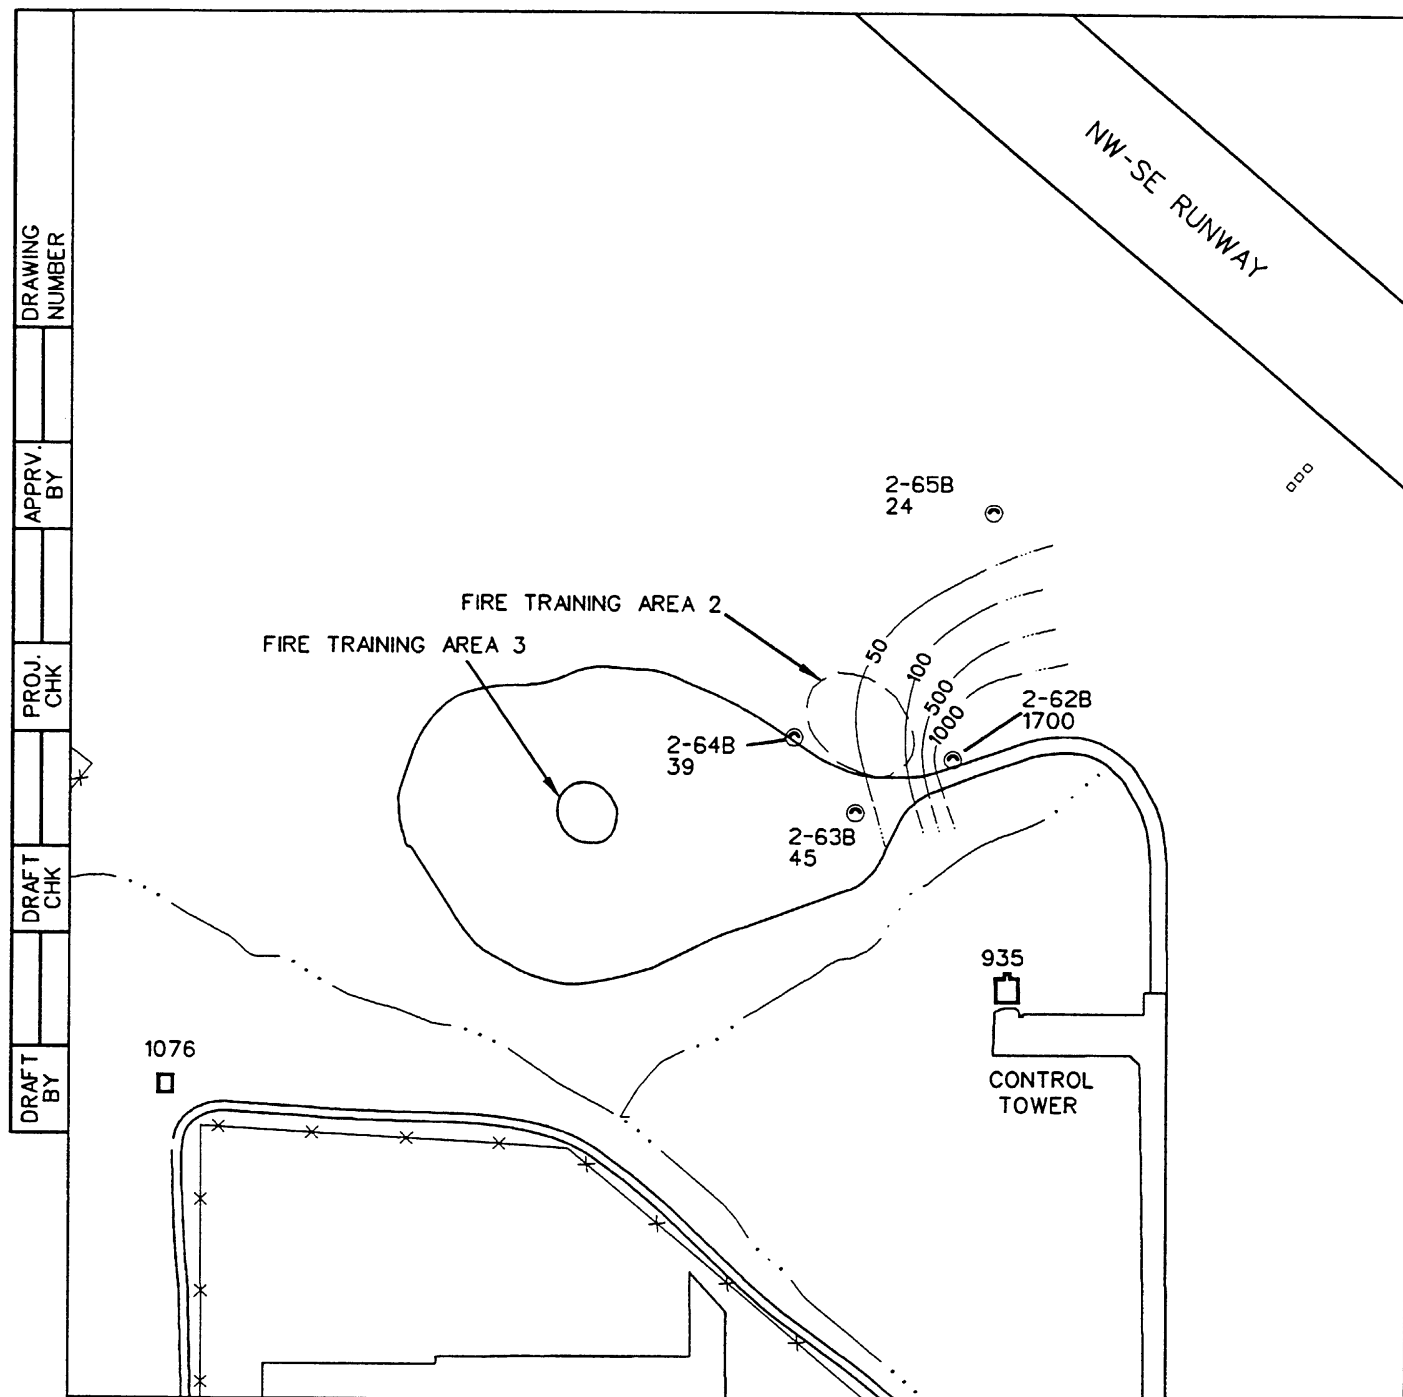 DRAWING
NUMBER
APPRV.
BY
PROJ.
CHK
DRAFT
CHK
DRAFT
BY
NW-SE RUNWAY
2-65B
24
FIRE TRAINING AREA 2
FIRE TRAINING AREA 3
50
100
500
1000
2-62B
1700
2-64B
39
2-63B
45
935
CONTROL
TOWER
1076